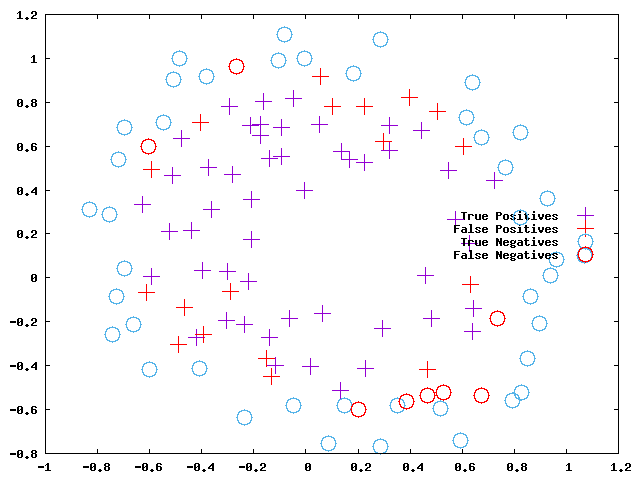 1.2
1
0.8
0.6
0.4
True Positives
0.2
False Positives
True Negatives
False Negatives
0
-0.2
-0.4
-0.6
-0.8
-1 -0.8 -0.6 -0.4 -0.2 0 0.2 0.4 0.6 0.8 1 1.2